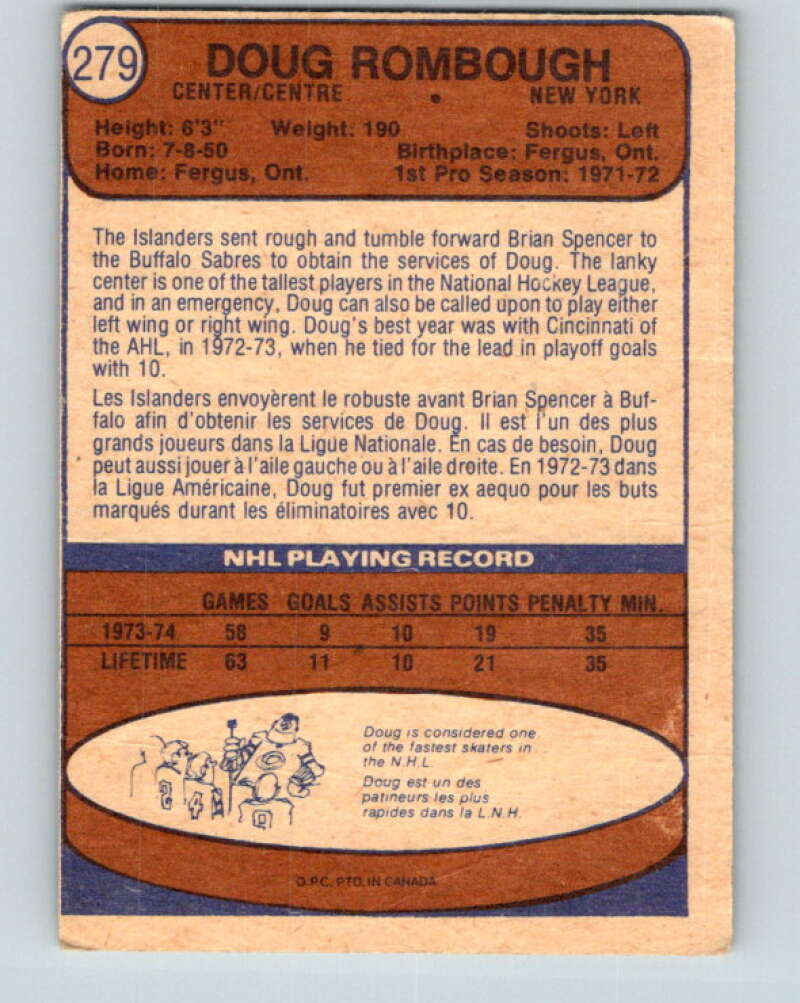 279
DOUG ROMBOUGH
CENTER/CENTRE • NEW YORK
Height: 6'3" Weight: 190 Shoots: Left
Born: 7-8-50 Birthplace: Fergus, Ont.
Home: Fergus, Ont. 1st Pro Season: 1971-72
The Islanders sent rough and tumble forward Brian Spencer to
the Buffalo Sabres to obtain the services of Doug. The lanky
center is one of the tallest players in the National Hockey League,
and in an emergency, Doug can also be called upon to play either
left wing or right wing. Doug's best year was with Cincinnati of
the AHL, in 1972-73, when he tied for the lead in playoff goals
with 10.
Les Islanders envoyèrent le robuste avant Brian Spencer à Buf-
falo afin d'obtenir les services de Doug. Il est l'un des plus
grands joueurs dans la Ligue Nationale. En cas de besoin, Doug
peut aussi jouer à l'aile gauche ou à l'aile droite. En 1972-73 dans
la Ligue Américaine, Doug fut premier ex aequo pour les buts
marqués durant les éliminatoires avec 10.
NHL PLAYING RECORD
GAMES GOALS ASSISTS POINTS PENALTY MIN.
1973-74 58 9 10 19 35
LIFETIME 63 11 10 21 35
Doug is considered one
of the fastest skaters in
the N.H.L
Doug est un des
patineurs les plus
rapides dans la L.N.H.
2 4 0
O.P.C. PTD. IN CANADA